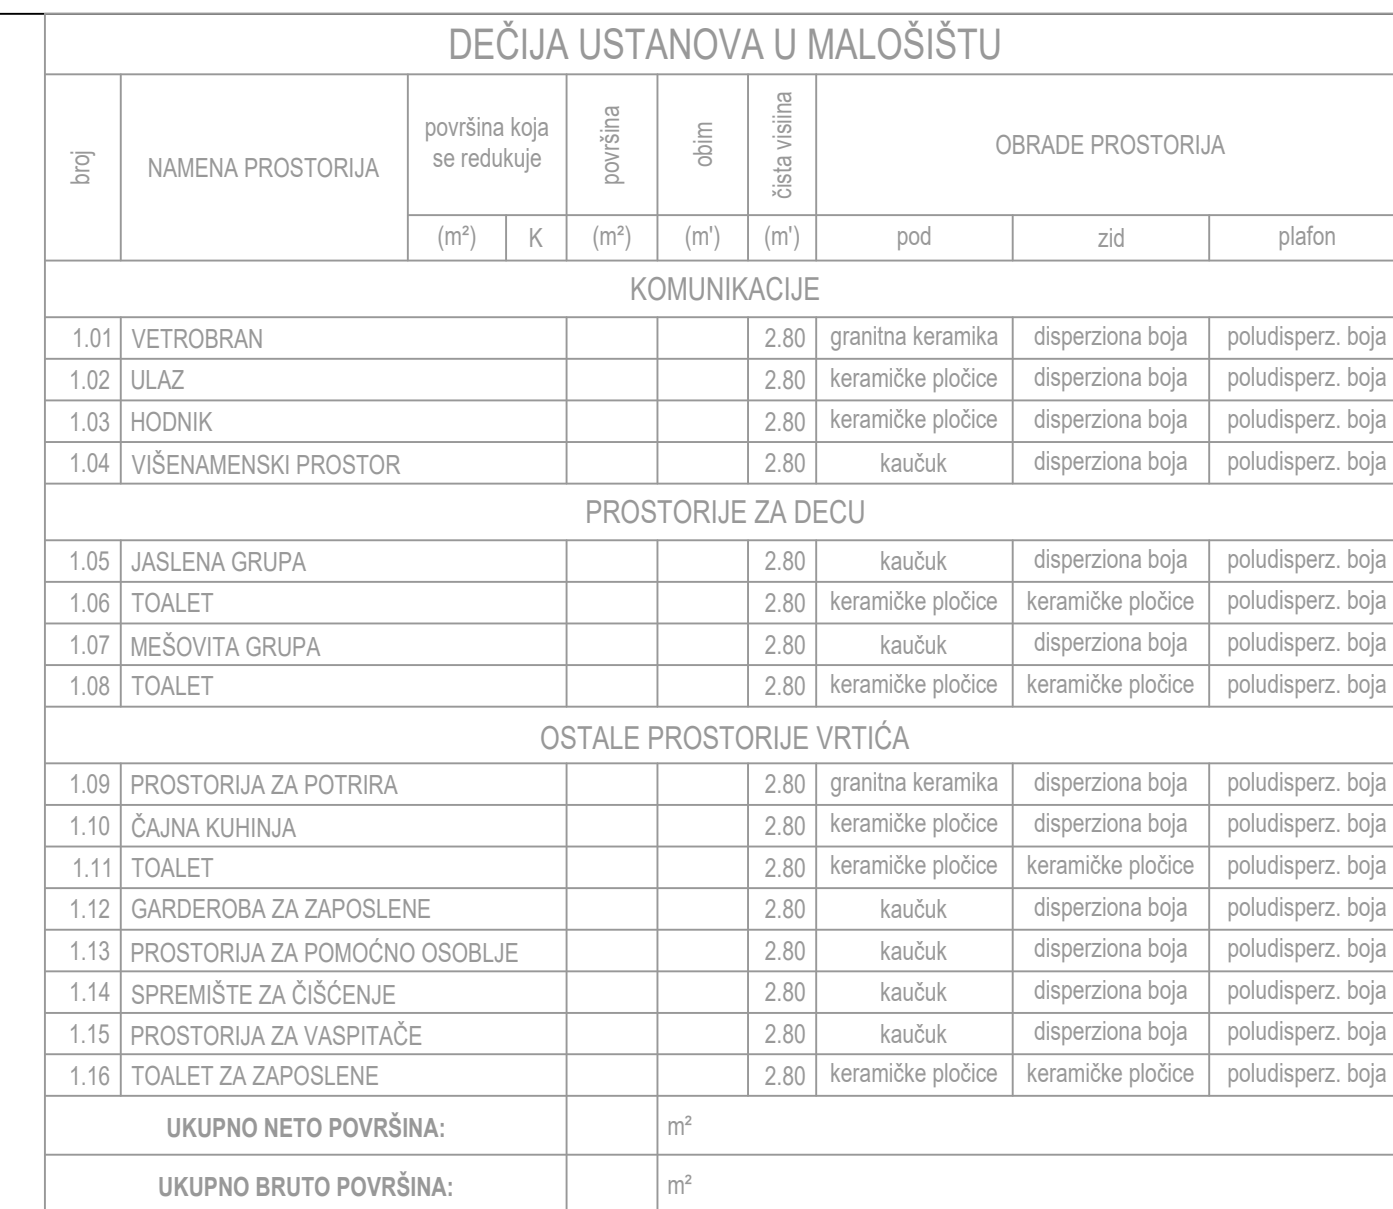 DEČIJA USTANOVA U MALOŠIŠTU
broj NAMENA PROSTORIJA površina koja se redukuje površina obim čista visiina OBRADE PROSTORIJA
(m²) K (m²) (m') (m') pod zid plafon
KOMUNIKACIJE
1.01 VETROBRAN 2.80 granitna keramika disperziona boja poludisperz. boja
1.02 ULAZ 2.80 keramičke pločice disperziona boja poludisperz. boja
1.03 HODNIK 2.80 keramičke pločice disperziona boja poludisperz. boja
1.04 VIŠENAMENSKI PROSTOR 2.80 kaučuk disperziona boja poludisperz. boja
PROSTORIJE ZA DECU
1.05 JASLENA GRUPA 2.80 kaučuk disperziona boja poludisperz. boja
1.06 TOALET 2.80 keramičke pločice keramičke pločice poludisperz. boja
1.07 MEŠOVITA GRUPA 2.80 kaučuk disperziona boja poludisperz. boja
1.08 TOALET 2.80 keramičke pločice keramičke pločice poludisperz. boja
OSTALE PROSTORIJE VRTIĆA
1.09 PROSTORIJA ZA POTRIRA 2.80 granitna keramika disperziona boja poludisperz. boja
1.10 ČAJNA KUHINJA 2.80 keramičke pločice disperziona boja poludisperz. boja
1.11 TOALET 2.80 keramičke pločice keramičke pločice poludisperz. boja
1.12 GARDEROBA ZA ZAPOSLENE 2.80 kaučuk disperziona boja poludisperz. boja
1.13 PROSTORIJA ZA POMOĆNO OSOBLJE 2.80 kaučuk disperziona boja poludisperz. boja
1.14 SPREMIŠTE ZA ČIŠĆENJE 2.80 kaučuk disperziona boja poludisperz. boja
1.15 PROSTORIJA ZA VASPITAČE 2.80 kaučuk disperziona boja poludisperz. boja
1.16 TOALET ZA ZAPOSLENE 2.80 keramičke pločice keramičke pločice poludisperz. boja
UKUPNO NETO POVRŠINA: m²
UKUPNO BRUTO POVRŠINA: m²